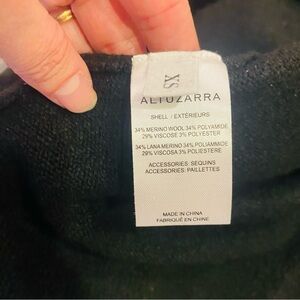 XS
ALTUZARRA
SHELL / EXTÉRIEURS
34% MERINO WOOL 34% POLYAMIDE
29% VISCOSE 3% POLYESTER
34% LANA MERINO 34% POLIAMMIDE
29% VISCOSA 3% POLIESTERE
ACCESSORIES: SEQUINS
ACCESSOIRES: PAILLETTES
MADE IN CHINA
FABRIQUÉ EN CHINE